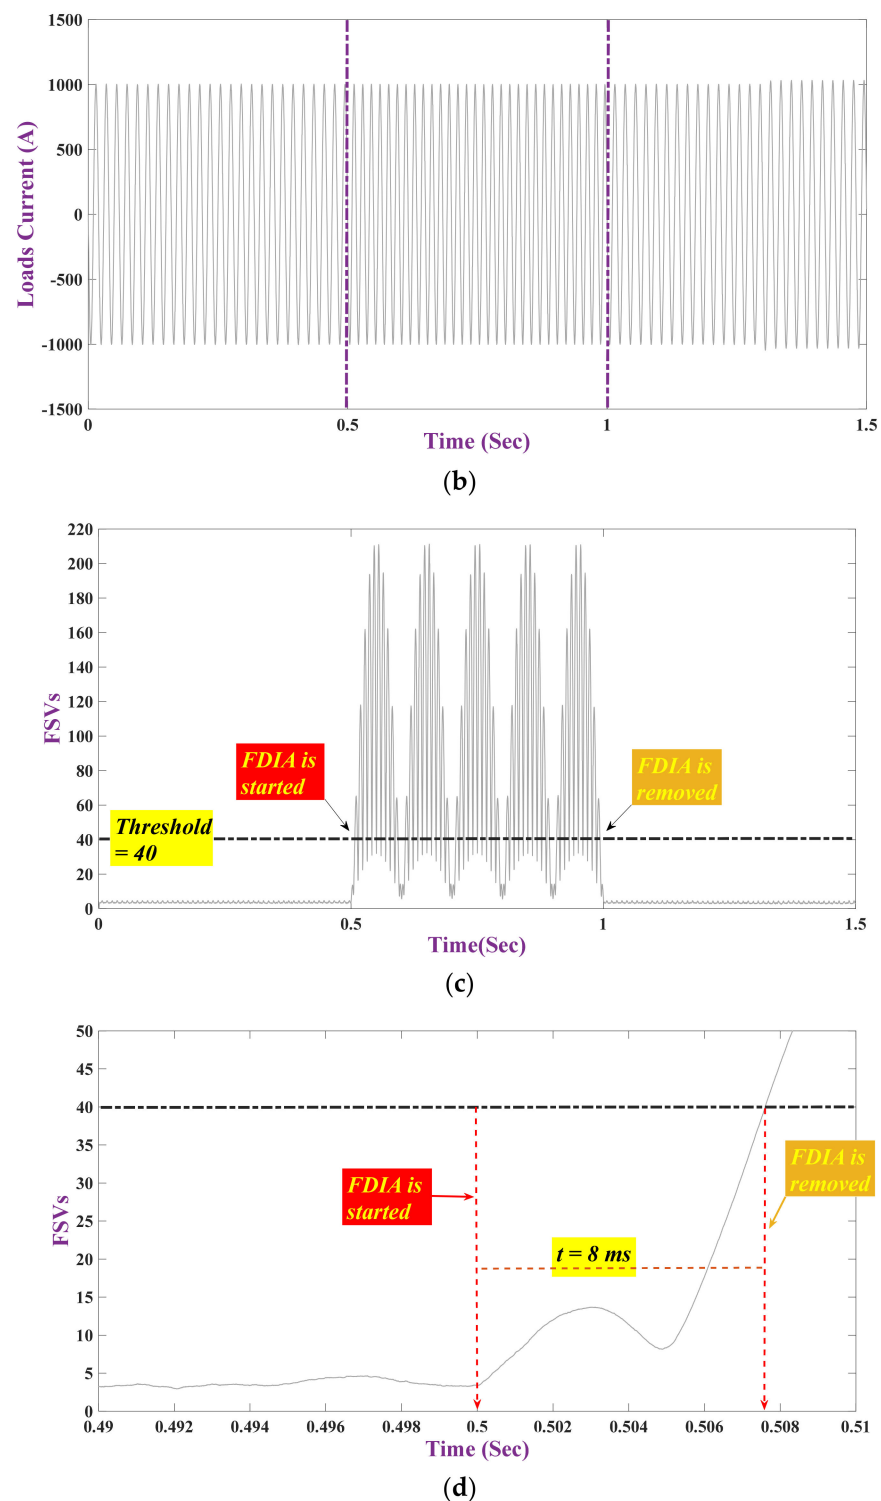 1500
1000
500
0
-500
-1000
-1500
Loads Current (A)
0
0.5
1
1.5
Time (Sec)
(b)
220
200
180
160
140
120
100
80
60
40
20
0
FSVs
FDIA is
started
FDIA is
removed
Threshold
= 40
0
0.5
1
1.5
Time(Sec)
(c)
50
45
40
35
30
25
20
15
10
5
0
FSVs
FDIA is
started
FDIA is
removed
t = 8 ms
0.49
0.492
0.494
0.496
0.498
0.5
0.502
0.504
0.506
0.508
0.51
Time (Sec)
(d)